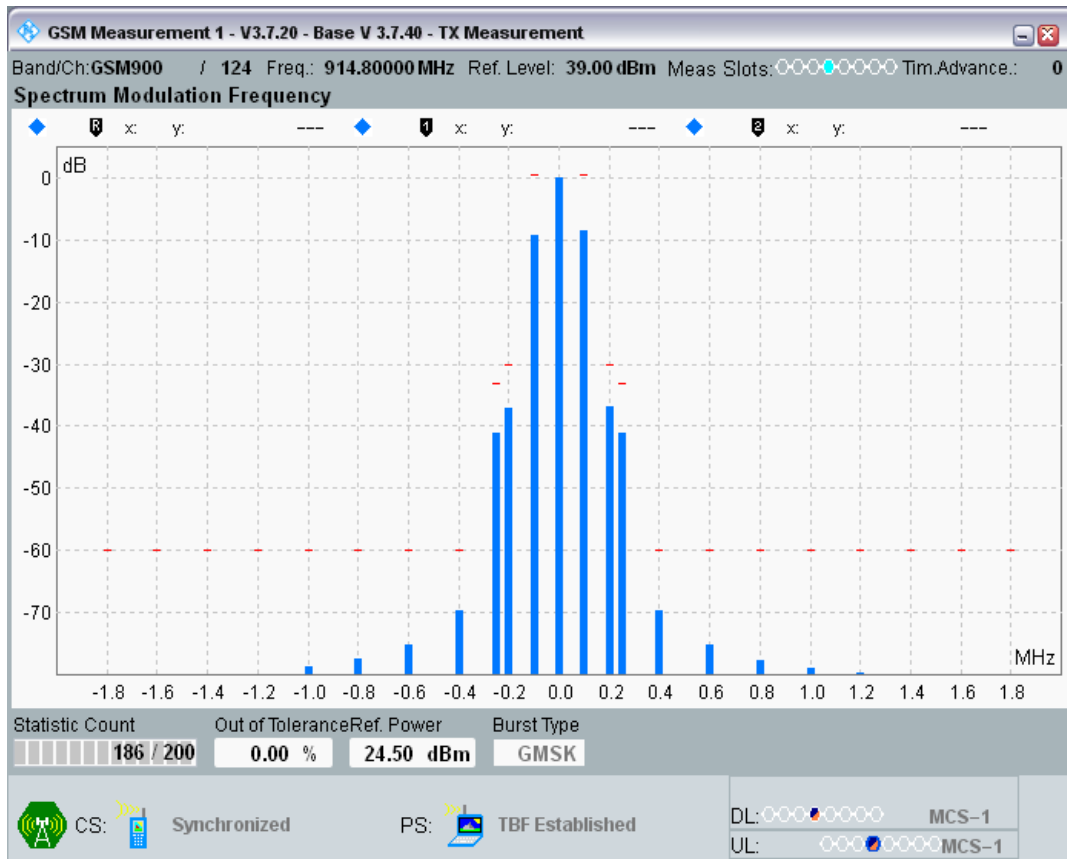 GSM Measurement 1 - V3.7.20 - Base V 3.7.40 - TX Measurement
Band/Ch:GSM900 / 124 Freq.: 914.80000 MHz Ref. Level: 39.00 dBm Meas Slots: Tim.Advance.: 0
Spectrum Modulation Frequency
R x: y: --- 1 x: y: --- 2 x: y: ---
dB
0
-10
-20
-30
-40
-50
-60
-70
MHz
-1.8 -1.6 -1.4 -1.2 -1.0 -0.8 -0.6 -0.4 -0.2 0.0 0.2 0.4 0.6 0.8 1.0 1.2 1.4 1.6 1.8
Statistic Count Out of Tolerance Ref. Power Burst Type
186 / 200 0.00 % 24.50 dBm GMSK
CS: Synchronized PS: TBF Established
DL: MCS-1
UL: MCS-1